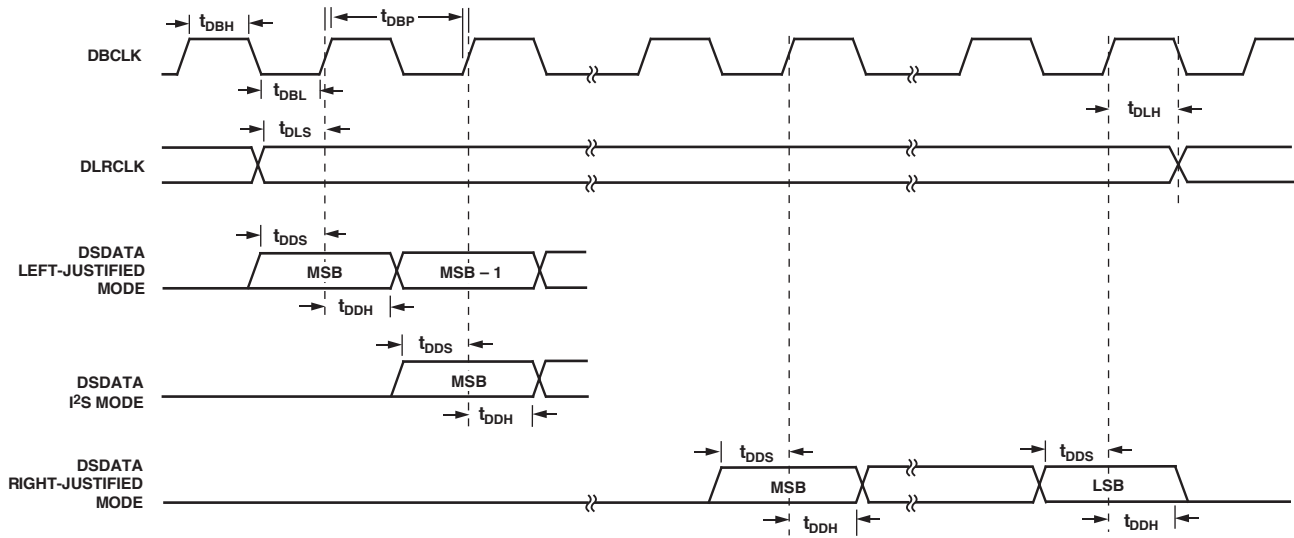 tDBH
tDBP
DBCLK
tDBL
tDLH
tDLS
DLRCLK
tDDS
DSDATA
LEFT-JUSTIFIED
MODE
MSB
MSB – 1
tDDH
tDDS
DSDATA
I²S MODE
MSB
tDDH
DSDATA
RIGHT-JUSTIFIED
MODE
tDDS
tDDS
MSB
LSB
tDDH
tDDH